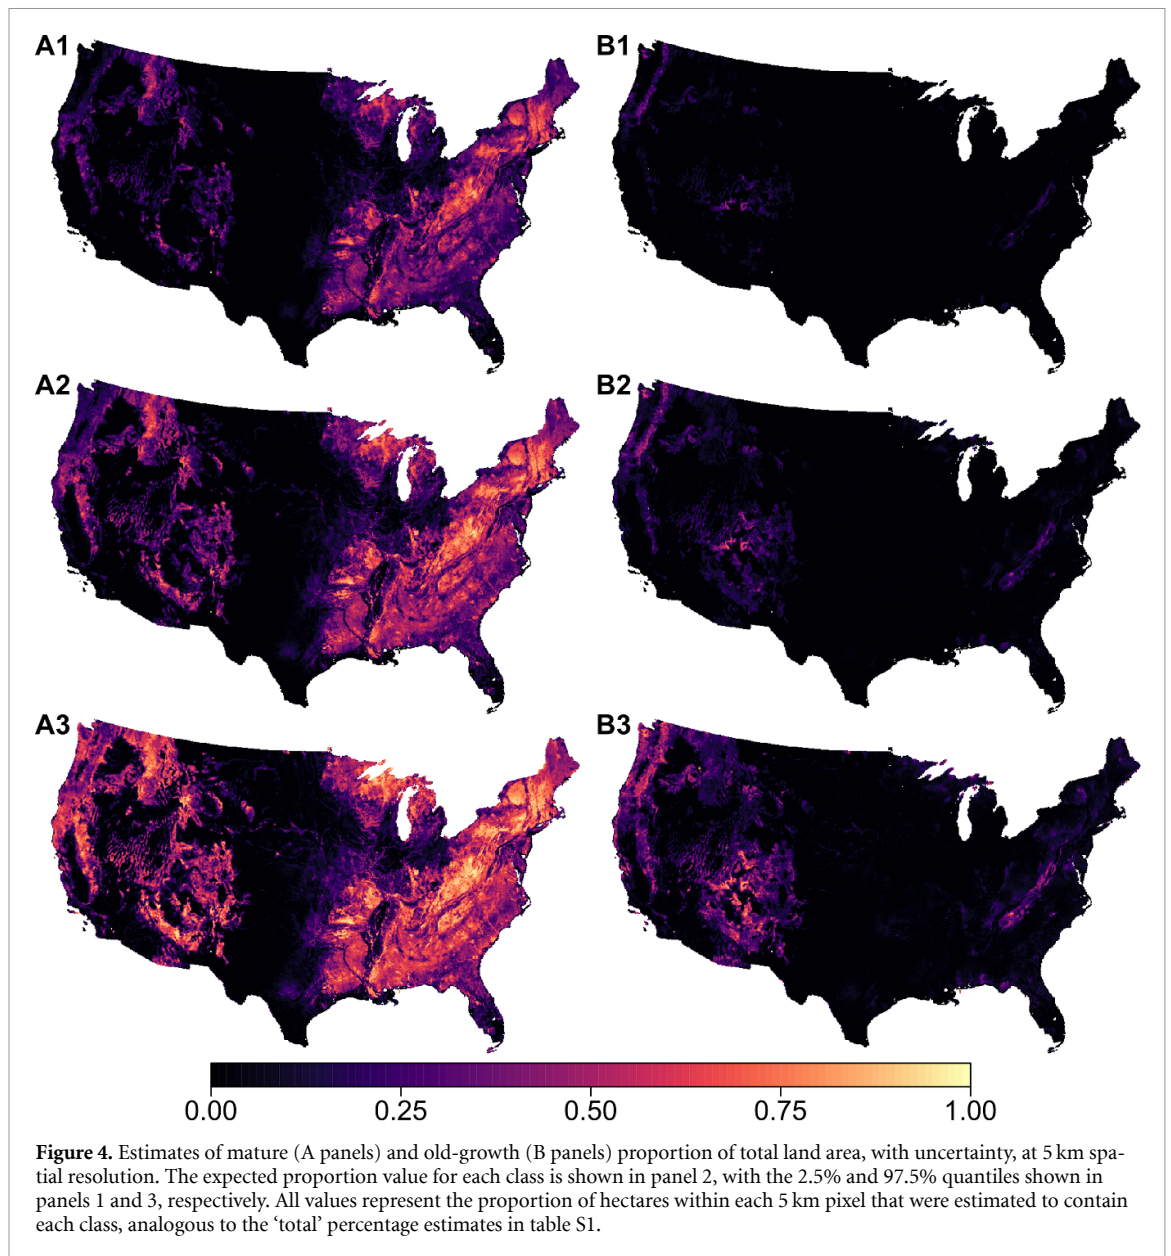 A1
B1
A2
B2
A3
B3
0.00 0.25 0.50 0.75 1.00
Figure 4. Estimates of mature (A panels) and old-growth (B panels) proportion of total land area, with uncertainty, at 5 km spa-
tial resolution. The expected proportion value for each class is shown in panel 2, with the 2.5% and 97.5% quantiles shown in
panels 1 and 3, respectively. All values represent the proportion of hectares within each 5 km pixel that were estimated to contain
each class, analogous to the ‘total’ percentage estimates in table S1.